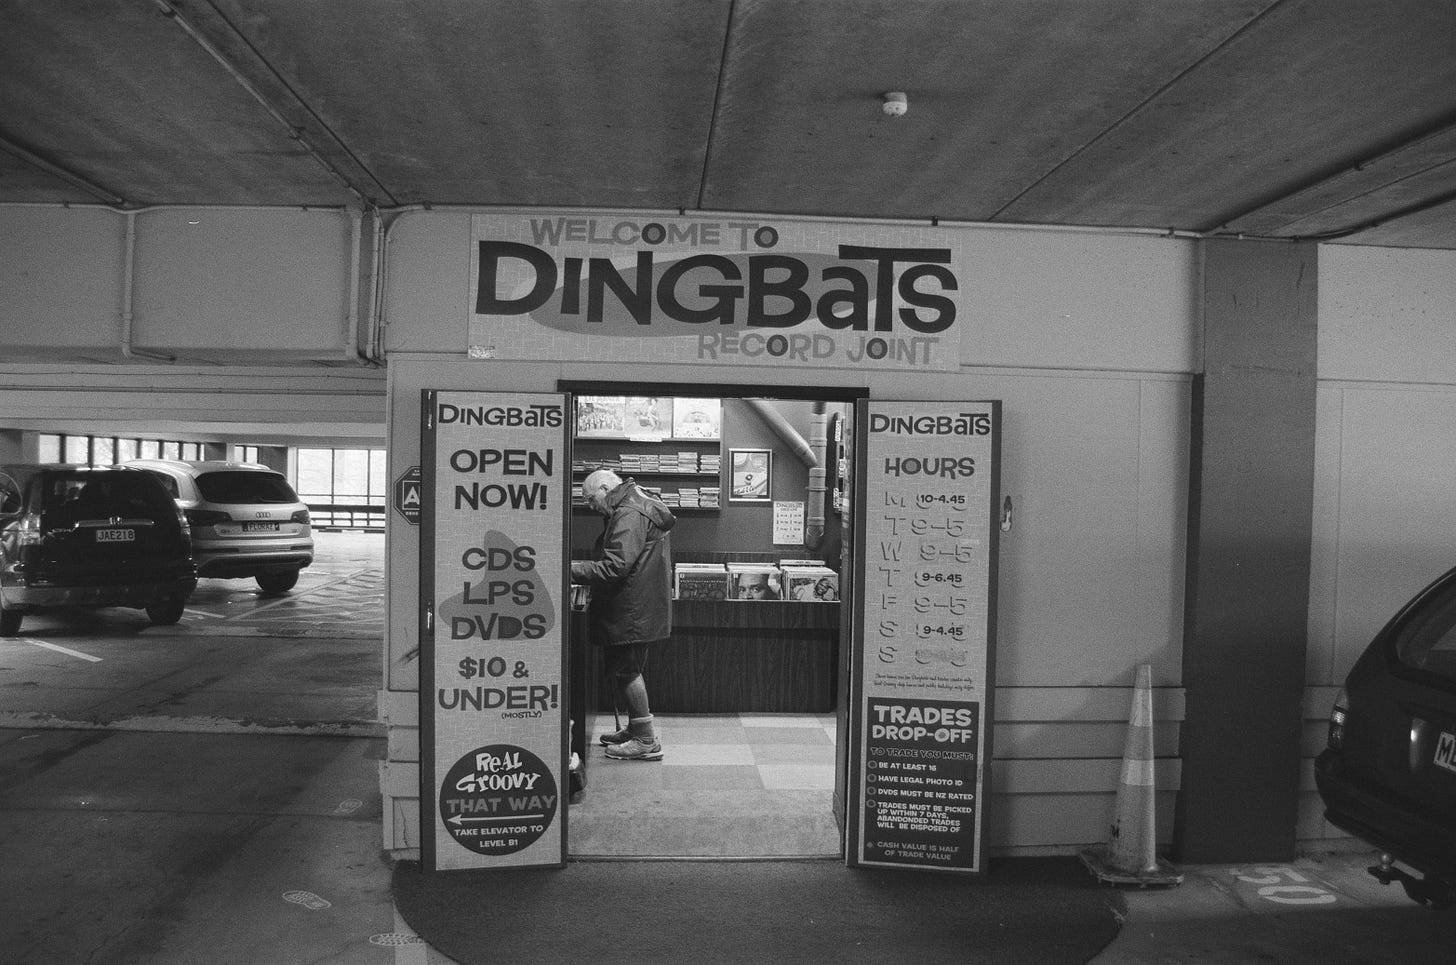 WELCOME TO
DINGBATS
RECORD JOINT
DINGBATS
OPEN
NOW!
CDS
LPS
DVDS
$10 &
UNDER!
(MOSTLY)
REAL
GROOVY
THAT WAY
TAKE ELEVATOR TO
LEVEL B1
DINGBATS
HOURS
M 10-4.45
T 9-5
W 9-5
T 9-6.45
F 9-5
S 9-4.45
S
TRADES
DROP-OFF
TO TRADE YOU MUST:
BE AT LEAST 16
HAVE LEGAL PHOTO ID
DVDS MUST BE NZ RATED
TRADES MUST BE PICKED
UP WITHIN 7 DAYS,
ABANDONDED TRADES
WILL BE DISPOSED OF
CASH VALUE IS HALF
OF TRADE VALUE
JAE218
50